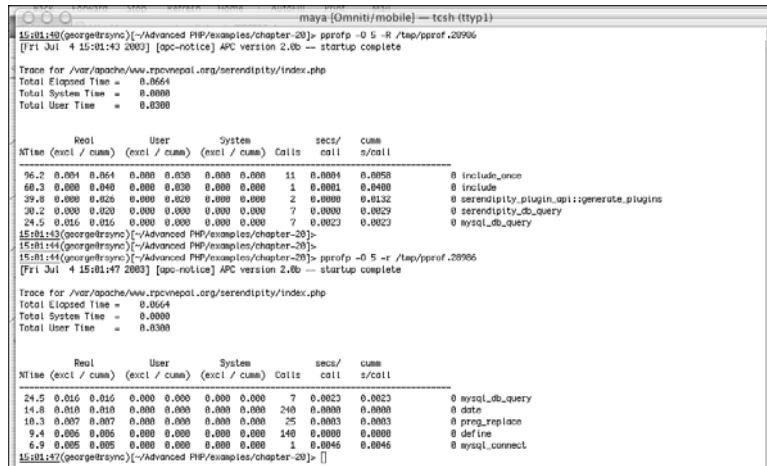 maya [Omniti/mobile] — tcsh (ttyp1)
15:01:40(george@rsync)[~/Advanced PHP/examples/chapter-20]> pprofp -O 5 -R /tmp/pprof.20986
[Fri Jul  4 15:01:43 2003] [apc-notice] APC version 2.0b -- startup complete
Trace for /var/apache/www.rpcvnepal.org/serendipity/index.php
Total Elapsed Time =    0.0664
Total System Time  =    0.0000
Total User Time    =    0.0300
Real         User        System             secs/    cumm
%Time (excl / cumm)  (excl / cumm)  (excl / cumm)  Calls    call    s/call
96.2  0.004  0.064   0.000  0.030   0.000  0.000    11   0.0004    0.0058    0 include_once
60.3  0.000  0.040   0.000  0.030   0.000  0.000     1   0.0001    0.0400    0 include
39.8  0.000  0.026   0.000  0.020   0.000  0.000     2   0.0000    0.0132    0 serendipity_plugin_api::generate_plugins
30.2  0.000  0.020   0.000  0.000   0.000  0.000     7   0.0000    0.0029    0 serendipity_db_query
24.5  0.016  0.016   0.000  0.000   0.000  0.000     7   0.0023    0.0023    0 mysql_db_query
15:01:43(george@rsync)[~/Advanced PHP/examples/chapter-20]>
15:01:44(george@rsync)[~/Advanced PHP/examples/chapter-20]>
15:01:44(george@rsync)[~/Advanced PHP/examples/chapter-20]> pprofp -O 5 -r /tmp/pprof.20986
[Fri Jul  4 15:01:47 2003] [apc-notice] APC version 2.0b -- startup complete
Trace for /var/apache/www.rpcvnepal.org/serendipity/index.php
Total Elapsed Time =    0.0664
Total System Time  =    0.0000
Total User Time    =    0.0300
Real         User        System             secs/    cumm
%Time (excl / cumm)  (excl / cumm)  (excl / cumm)  Calls    call    s/call
24.5  0.016  0.016   0.000  0.000   0.000  0.000     7   0.0023    0.0023    0 mysql_db_query
14.8  0.010  0.010   0.000  0.000   0.000  0.000   240   0.0000    0.0000    0 date
10.3  0.007  0.007   0.000  0.000   0.000  0.000    25   0.0003    0.0003    0 preg_replace
9.4  0.006  0.006   0.000  0.000   0.000  0.000   140   0.0000    0.0000    0 define
6.9  0.005  0.005   0.000  0.000   0.000  0.000     1   0.0046    0.0046    0 mysql_connect
15:01:47(george@rsync)[~/Advanced PHP/examples/chapter-20]> []